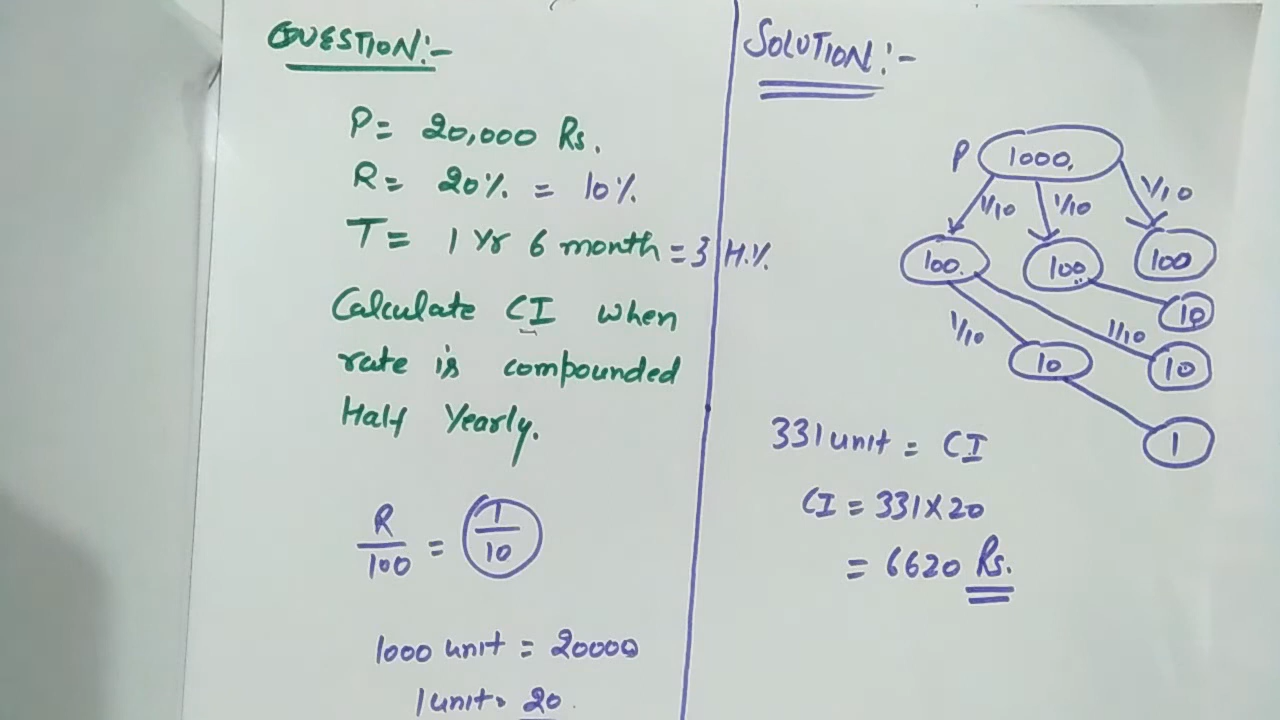 QUESTION:-
P= 20,000 Rs.
R= 20% = 10%
T= 1 Yr 6 month = 3 H.Y.
Calculate CI when
rate is compounded
Half Yearly.
R/100 = 1/10
1000 unit = 20000
1 unit = 20
SOLUTION:-
P 1000
1/10 1/10 1/10
100 100 100
10
1/10 1/10
10 10
1
331 unit = CI
CI = 331×20
= 6620 Rs.